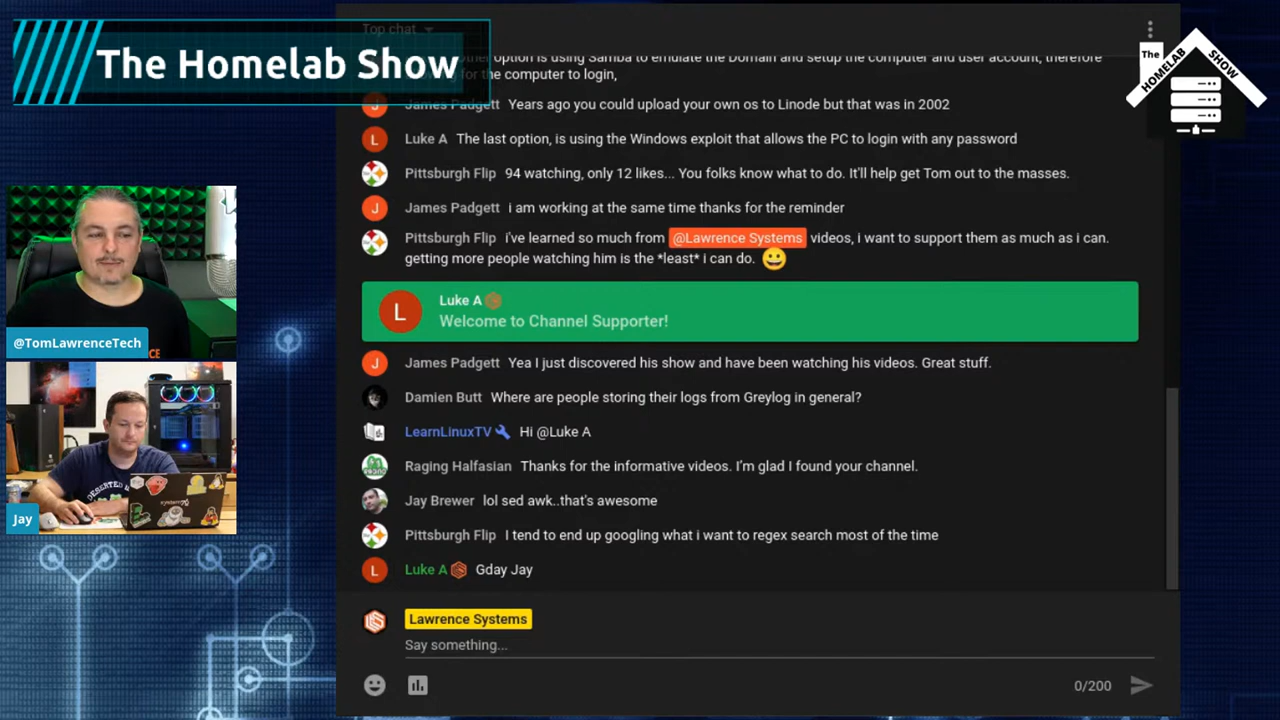 The Homelab Show
Top chat
The
HOMELAB
SHOW
option is using Samba to emulate the Domain and setup the computer and user account, therefore
for the computer to login,
James Padgett Years ago you could upload your own os to Linode but that was in 2002
L Luke A The last option, is using the Windows exploit that allows the PC to login with any password
Pittsburgh Flip 94 watching, only 12 likes... You folks know what to do. It'll help get Tom out to the masses.
J James Padgett i am working at the same time thanks for the reminder
Pittsburgh Flip i've learned so much from @Lawrence Systems videos, i want to support them as much as i can.
getting more people watching him is the *least* i can do.
L Luke A
Welcome to Channel Supporter!
@TomLawrenceTech
J James Padgett Yea I just discovered his show and have been watching his videos. Great stuff.
Damien Butt Where are people storing their logs from Greylog in general?
LearnLinuxTV Hi @Luke A
Raging Halfasian Thanks for the informative videos. I'm glad I found your channel.
Jay Brewer lol sed awk..that's awesome
Jay
Pittsburgh Flip I tend to end up googling what i want to regex search most of the time
L Luke A Gday Jay
Lawrence Systems
Say something...
0/200